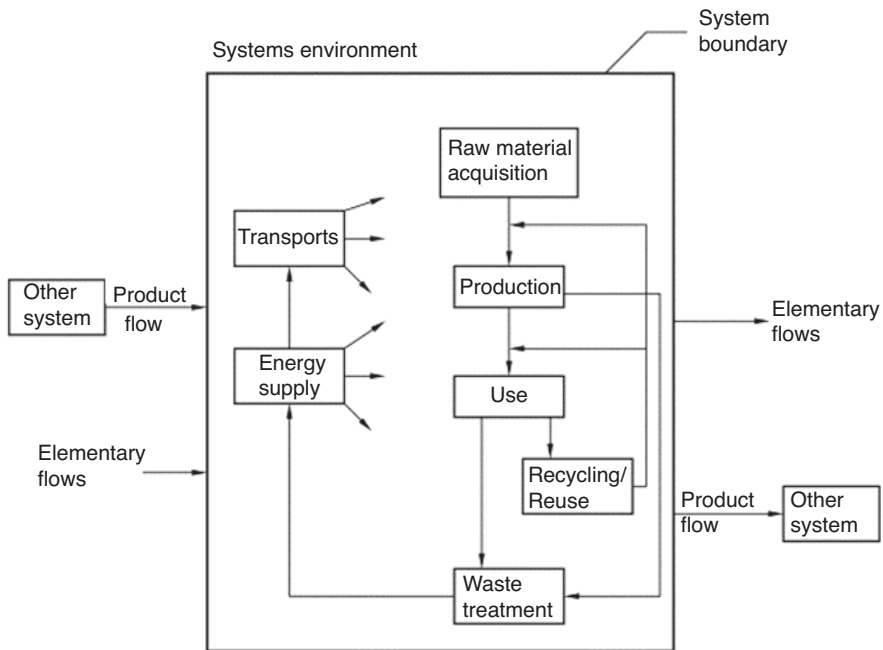 System
boundary
Systems environment
Raw material
acquisition
Transports
Production
Other
system
Product
flow
Elementary
flows
Energy
supply
Use
Elementary
flows
Recycling/
Reuse
Product
flow
Other
system
Waste
treatment